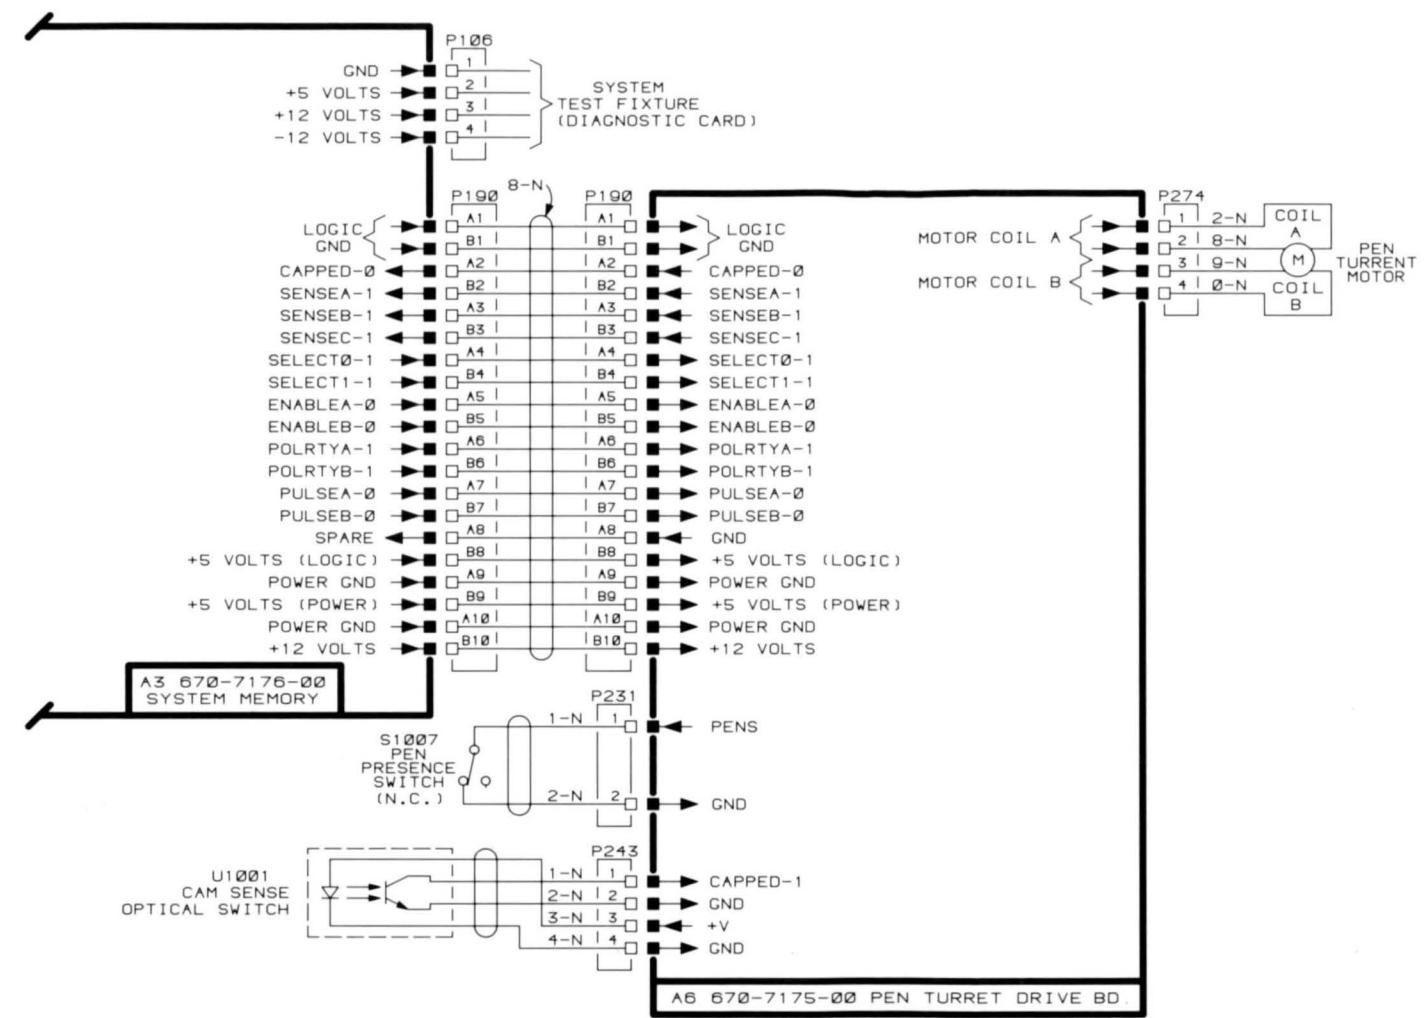 P106
GND 1
+5 VOLTS 2
+12 VOLTS 3
-12 VOLTS 4
SYSTEM
TEST FIXTURE
(DIAGNOSTIC CARD)
P190 8-N P190
LOGIC
GND
A1 A1
B1 B1
LOGIC
GND
CAPPED-Ø A2 A2 CAPPED-Ø
SENSEA-1 B2 B2 SENSEA-1
SENSEB-1 A3 A3 SENSEB-1
SENSEC-1 B3 B3 SENSEC-1
SELECTØ-1 A4 A4 SELECTØ-1
SELECT1-1 B4 B4 SELECT1-1
ENABLEA-Ø A5 A5 ENABLEA-Ø
ENABLEB-Ø B5 B5 ENABLEB-Ø
POLRTYA-1 A6 A6 POLRTYA-1
POLRTYB-1 B6 B6 POLRTYB-1
PULSEA-Ø A7 A7 PULSEA-Ø
PULSEB-Ø B7 B7 PULSEB-Ø
SPARE A8 A8 GND
+5 VOLTS (LOGIC) B8 B8 +5 VOLTS (LOGIC)
POWER GND A9 A9 POWER GND
+5 VOLTS (POWER) B9 B9 +5 VOLTS (POWER)
POWER GND A1Ø A1Ø POWER GND
+12 VOLTS B1Ø B1Ø +12 VOLTS
P274
MOTOR COIL A
MOTOR COIL B
1 2-N
2 8-N
3 9-N
4 Ø-N
COIL
A
M
COIL
B
PEN
TURRENT
MOTOR
A3 67Ø-7176-ØØ
SYSTEM MEMORY
P231
S1ØØ7
PEN
PRESENCE
SWITCH
(N.C.)
1-N 1 PENS
2-N 2 GND
P243
U1ØØ1
CAM SENSE
OPTICAL SWITCH
1-N 1 CAPPED-1
2-N 2 GND
3-N 3 +V
4-N 4 GND
A6 67Ø-7175-ØØ PEN TURRET DRIVE BD.